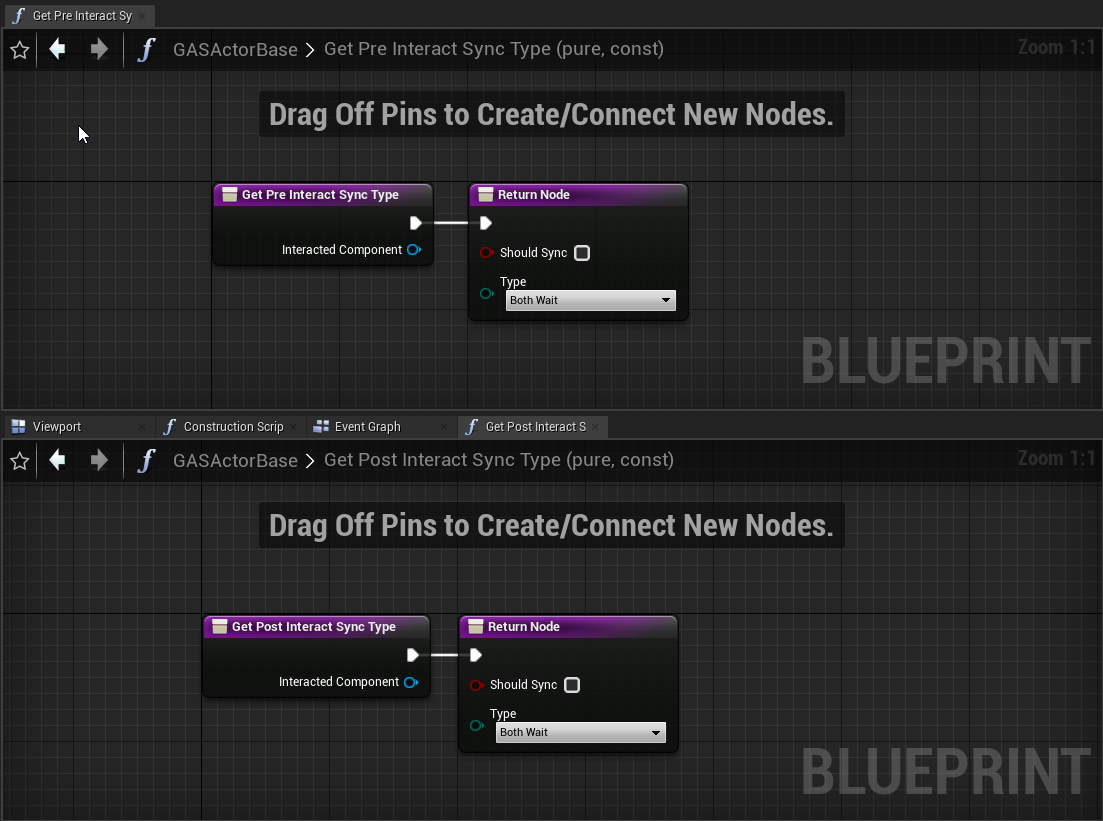 Get Pre Interact Sy
GASActorBase > Get Pre Interact Sync Type (pure, const)
Zoom 1:1
Drag Off Pins to Create/Connect New Nodes.
Get Pre Interact Sync Type
Interacted Component
Return Node
Should Sync
Type
Both Wait
BLUEPRINT
Viewport
Construction Scrip
Event Graph
Get Post Interact S
GASActorBase > Get Post Interact Sync Type (pure, const)
Zoom 1:1
Drag Off Pins to Create/Connect New Nodes.
Get Post Interact Sync Type
Interacted Component
Return Node
Should Sync
Type
Both Wait
BLUEPRINT